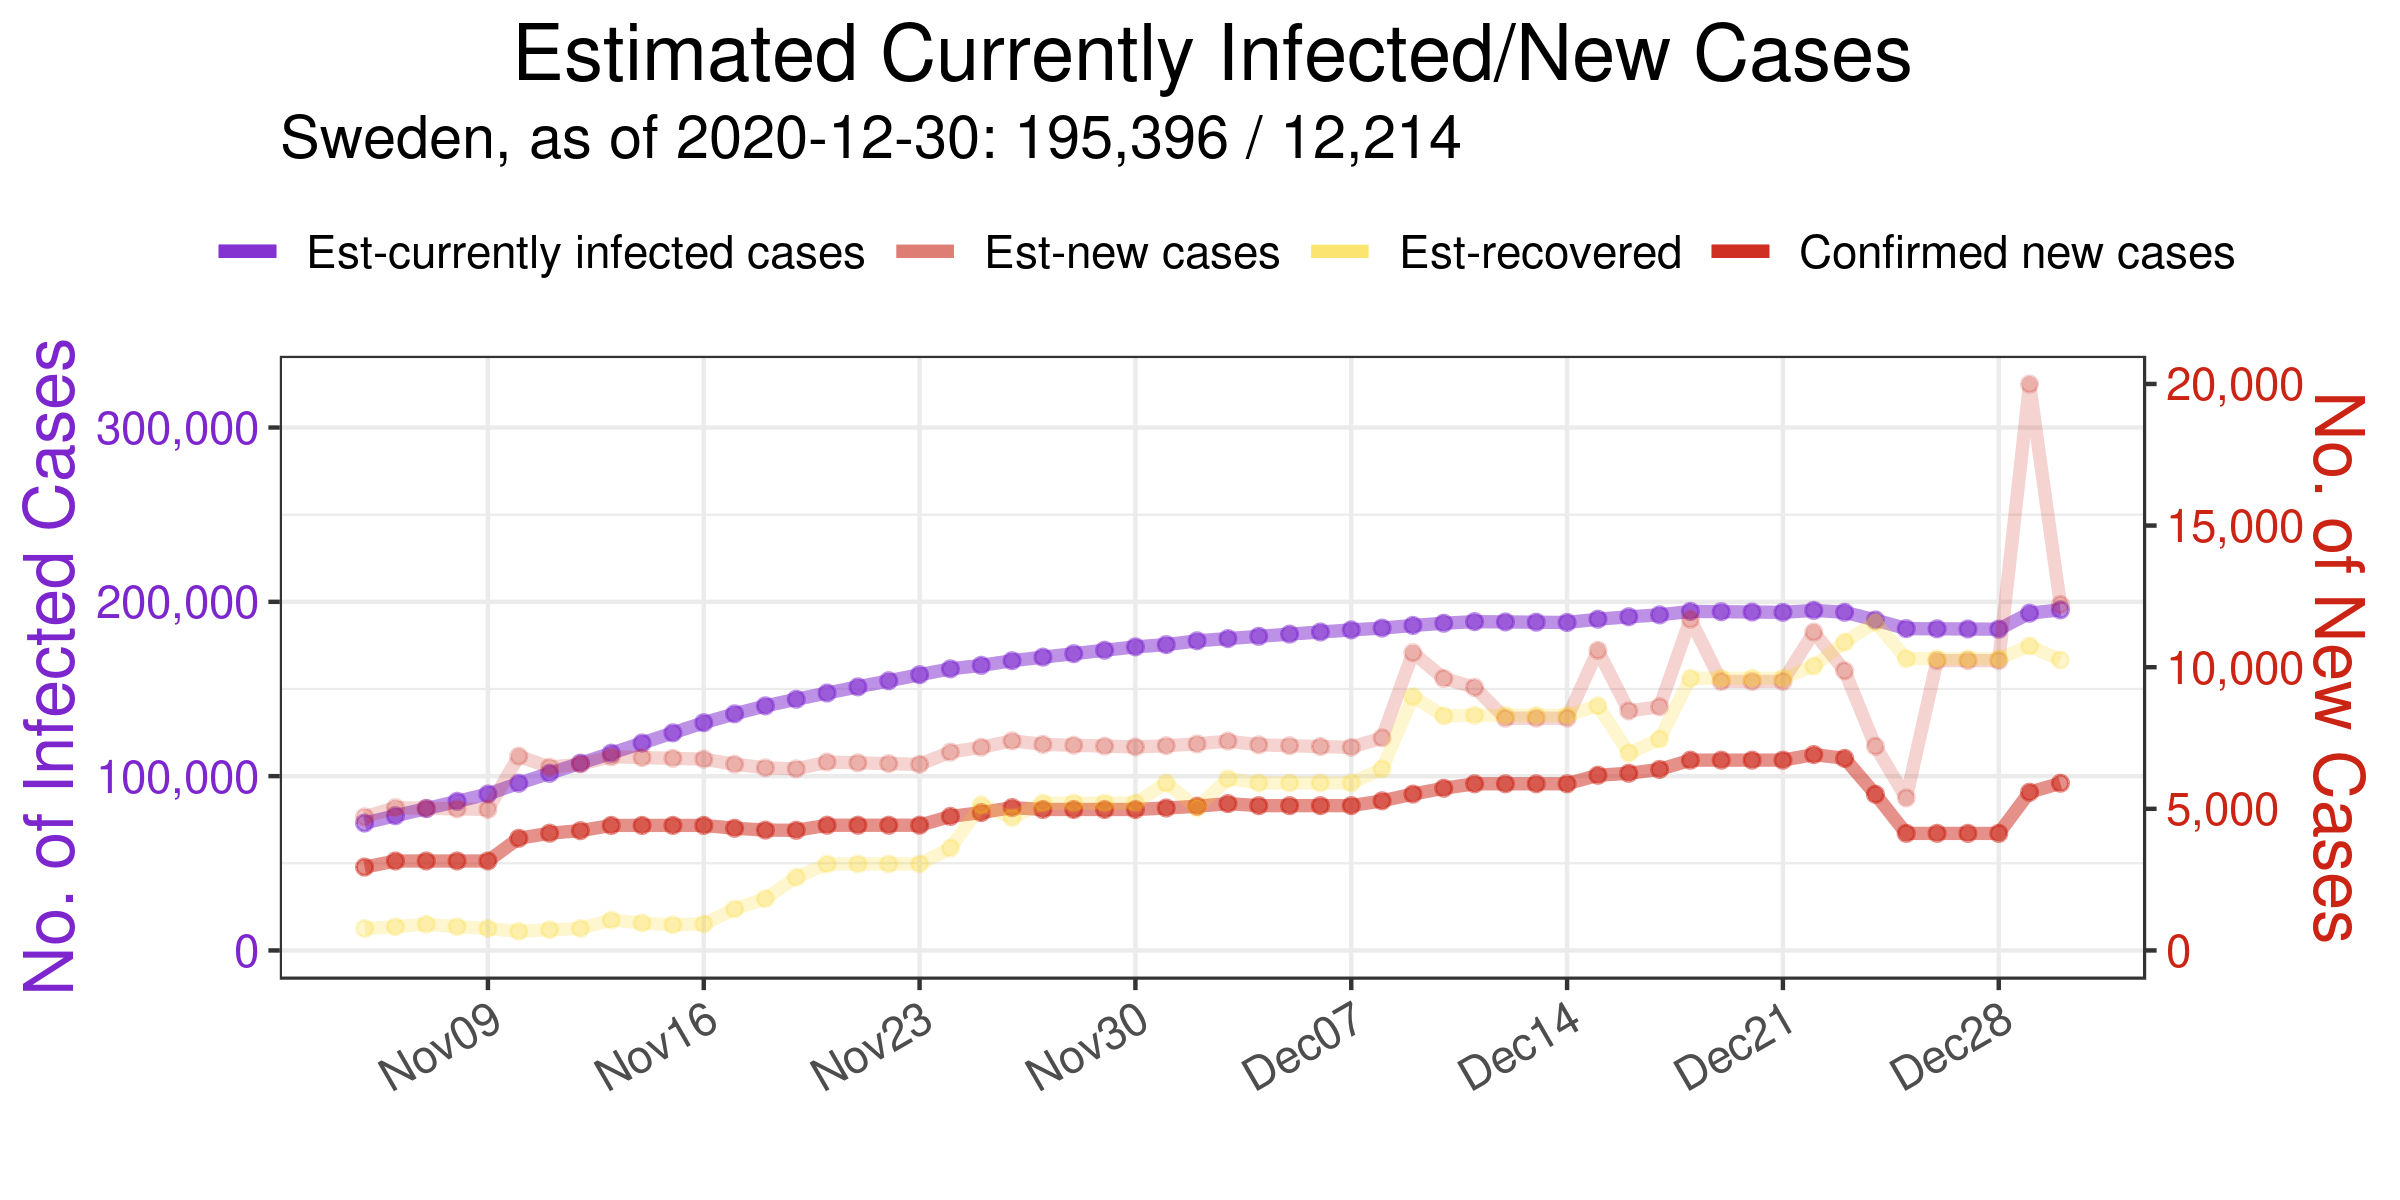 Estimated Currently Infected/New Cases
Sweden, as of 2020-12-30: 195,396 / 12,214
Est-currently infected cases
Est-new cases
Est-recovered
Confirmed new cases
No. of Infected Cases
300,000
200,000
100,000
0
20,000
15,000
10,000
5,000
0
No. of New Cases
Nov09
Nov16
Nov23
Nov30
Dec07
Dec14
Dec21
Dec28